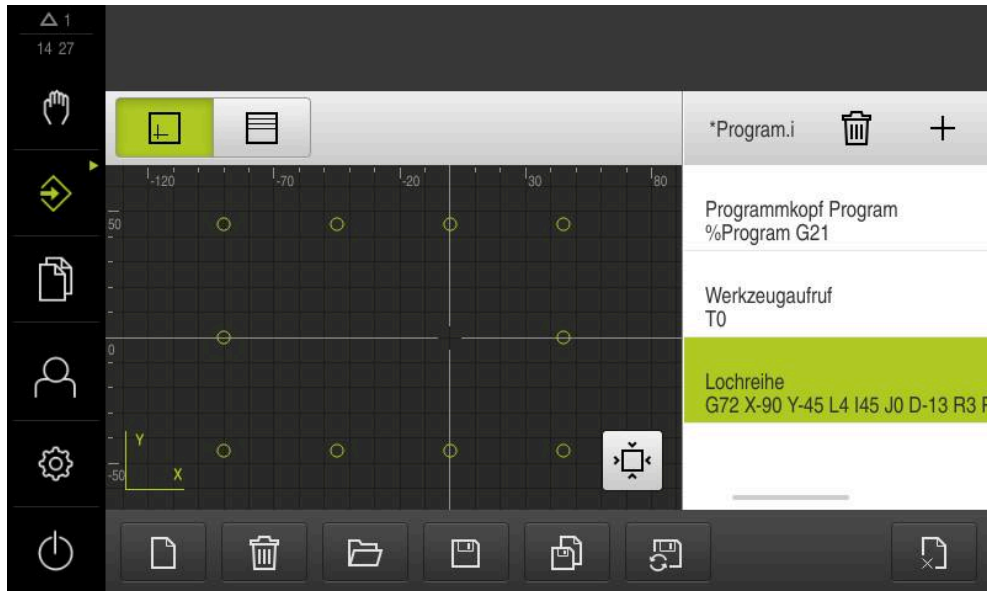 1
14 27
*Program.i
-120
-70
-20
30
80
50
0
-50
Y
X
Programmkopf Program
%Program G21
Werkzeugaufruf
T0
Lochreihe
G72 X-90 Y-45 L4 I45 J0 D-13 R3